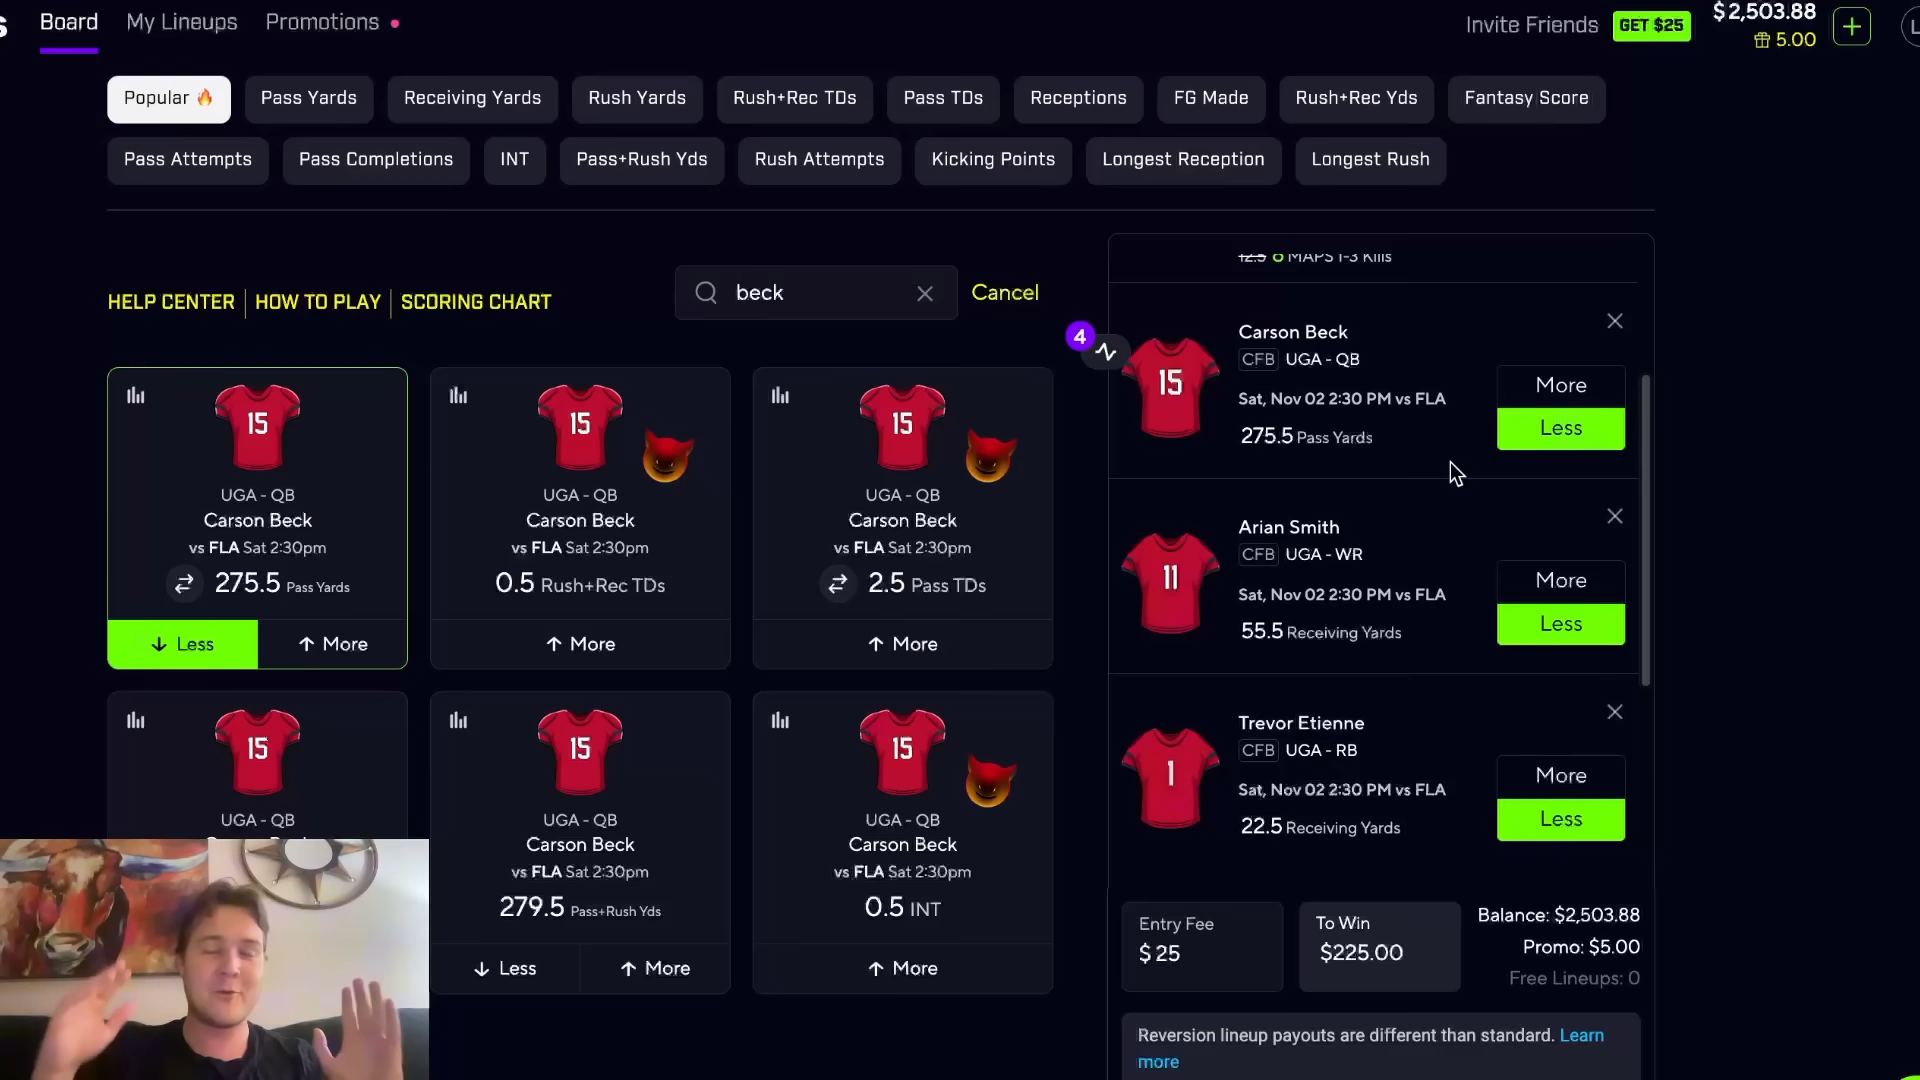 Board My Lineups Promotions
Invite Friends GET $25 $2,503.88
5.00
Popular Pass Yards Receiving Yards Rush Yards Rush+Rec TDs Pass TDs Receptions FG Made Rush+Rec Yds Fantasy Score
Pass Attempts Pass Completions INT Pass+Rush Yds Rush Attempts Kicking Points Longest Reception Longest Rush
HELP CENTER HOW TO PLAY SCORING CHART
beck Cancel
15
UGA - QB
Carson Beck
vs FLA Sat 2:30pm
275.5 Pass Yards
Less More
15
UGA - QB
Carson Beck
vs FLA Sat 2:30pm
0.5 Rush+Rec TDs
More
15
UGA - QB
Carson Beck
vs FLA Sat 2:30pm
2.5 Pass TDs
More
15
UGA - QB
15
UGA - QB
Carson Beck
vs FLA Sat 2:30pm
279.5 Pass+Rush Yds
Less More
15
UGA - QB
Carson Beck
vs FLA Sat 2:30pm
0.5 INT
More
12.5 6 MAPS 1-3 Kills
4
15
Carson Beck
CFB UGA - QB
Sat, Nov 02 2:30 PM vs FLA
275.5 Pass Yards
More
Less
11
Arian Smith
CFB UGA - WR
Sat, Nov 02 2:30 PM vs FLA
55.5 Receiving Yards
More
Less
1
Trevor Etienne
CFB UGA - RB
Sat, Nov 02 2:30 PM vs FLA
22.5 Receiving Yards
More
Less
Entry Fee
$ 25
To Win
$225.00
Balance: $2,503.88
Promo: $5.00
Free Lineups: 0
Reversion lineup payouts are different than standard. Learn
more